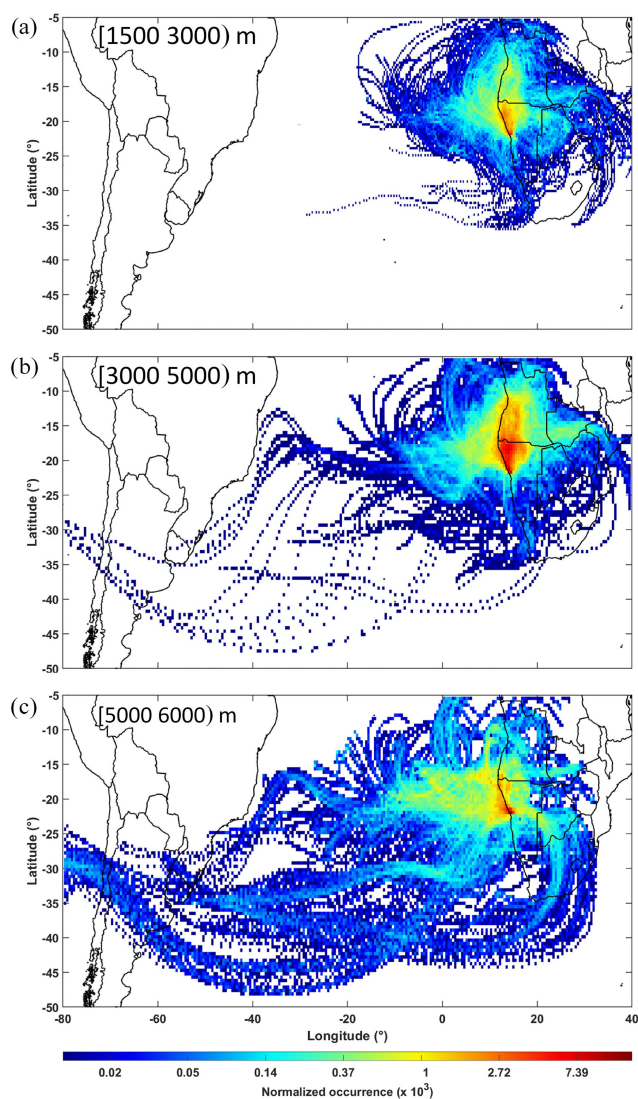 (a)
[1500 3000) m
-5
-10
-15
-20
-25
-30
-35
-40
-45
-50
Latitude (°)
(b)
[3000 5000) m
-5
-10
-15
-20
-25
-30
-35
-40
-45
-50
Latitude (°)
(c)
[5000 6000) m
-5
-10
-15
-20
-25
-30
-35
-40
-45
-50
Latitude (°)
-80 -60 -40 -20 0 20 40
Longitude (°)
0.02 0.05 0.14 0.37 1 2.72 7.39
Normalized occurrence (x 10³)